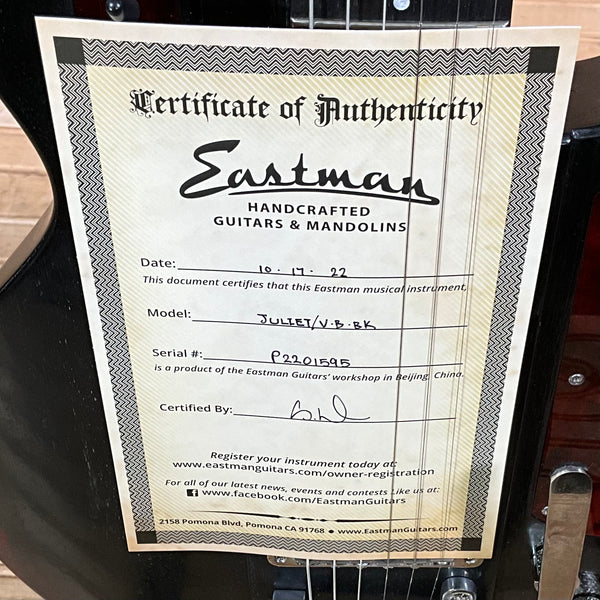 Certificate of Authenticity
Eastman
HANDCRAFTED
GUITARS & MANDOLINS
Date: 10 · 17 · 22
This document certifies that this Eastman musical instrument,
Model: JULIET/V·B·BK
Serial #: P2201595
is a product of the Eastman Guitars' workshop in Beijing, China.
Certified By:
Register your instrument today at:
www.eastmanguitars.com/owner-registration
For all of our latest news, events and contests Like us at:
www.facebook.com/EastmanGuitars
2158 Pomona Blvd, Pomona CA 91768 ● www.EastmanGuitars.com